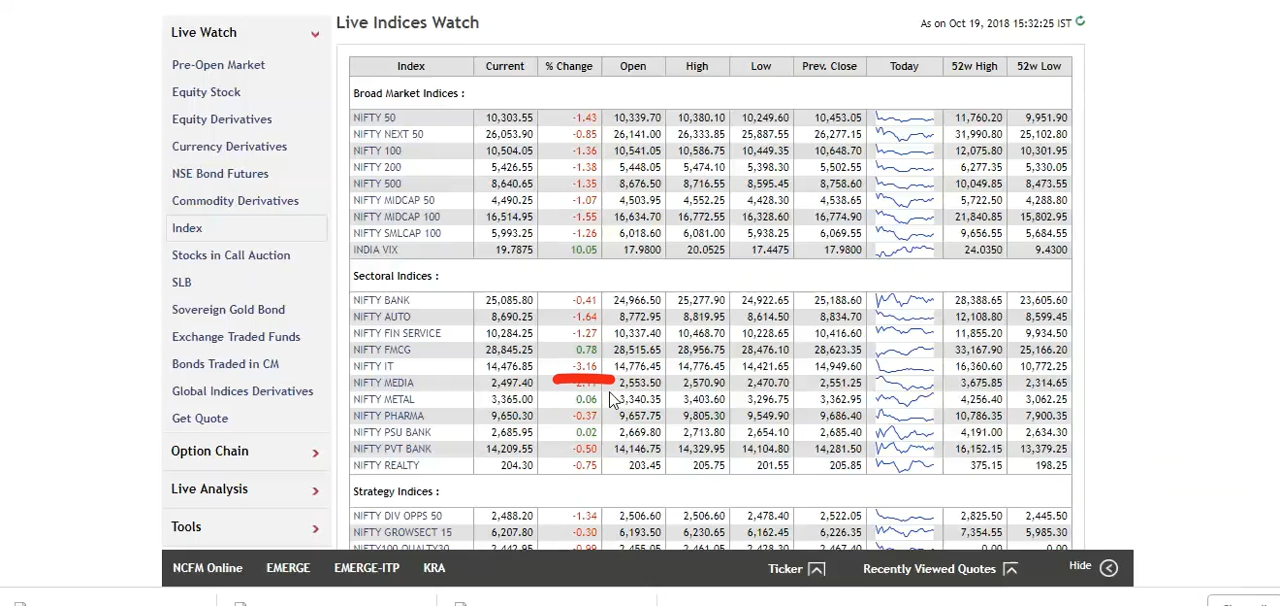 Live Indices Watch
As on Oct 19, 2018 15:32:25 IST
Live Watch
Pre-Open Market
Equity Stock
Equity Derivatives
Currency Derivatives
NSE Bond Futures
Commodity Derivatives
Index
Stocks in Call Auction
SLB
Sovereign Gold Bond
Exchange Traded Funds
Bonds Traded in CM
Global Indices Derivatives
Get Quote
Option Chain
Live Analysis
Tools
Index Current % Change Open High Low Prev. Close Today 52w High 52w Low
Broad Market Indices :
NIFTY 50 10,303.55 -1.43 10,339.70 10,380.10 10,249.60 10,453.05 11,760.20 9,951.90
NIFTY NEXT 50 26,053.90 -0.85 26,141.00 26,333.85 25,887.55 26,277.15 31,990.80 25,102.80
NIFTY 100 10,504.05 -1.36 10,541.05 10,586.75 10,449.35 10,648.70 12,075.80 10,301.95
NIFTY 200 5,426.55 -1.38 5,448.05 5,474.10 5,398.30 5,502.55 6,277.35 5,330.05
NIFTY 500 8,640.65 -1.35 8,676.50 8,716.55 8,595.45 8,758.60 10,049.85 8,473.55
NIFTY MIDCAP 50 4,490.25 -1.07 4,503.95 4,552.25 4,428.30 4,538.65 5,722.50 4,288.80
NIFTY MIDCAP 100 16,514.95 -1.55 16,634.70 16,772.55 16,328.60 16,774.90 21,840.85 15,802.95
NIFTY SMLCAP 100 5,993.25 -1.26 6,018.60 6,081.00 5,938.25 6,069.55 9,656.55 5,684.55
INDIA VIX 19.7875 10.05 17.9800 20.0525 17.4475 17.9800 24.0350 9.4300
Sectoral Indices :
NIFTY BANK 25,085.80 -0.41 24,966.50 25,277.90 24,922.65 25,188.60 28,388.65 23,605.60
NIFTY AUTO 8,690.25 -1.64 8,772.95 8,819.95 8,614.50 8,834.70 12,108.80 8,599.45
NIFTY FIN SERVICE 10,284.25 -1.27 10,337.40 10,468.70 10,228.65 10,416.60 11,855.20 9,934.50
NIFTY FMCG 28,845.25 0.78 28,515.65 28,956.75 28,476.10 28,623.35 33,167.90 25,166.20
NIFTY IT 14,476.85 -3.16 14,776.45 14,776.45 14,421.65 14,949.60 16,360.60 10,772.25
NIFTY MEDIA 2,497.40 2,553.50 2,570.90 2,470.70 2,551.25 3,675.85 2,314.65
NIFTY METAL 3,365.00 0.06 3,340.35 3,403.60 3,296.75 3,362.95 4,256.40 3,062.25
NIFTY PHARMA 9,650.30 -0.37 9,657.75 9,805.30 9,549.90 9,686.40 10,786.35 7,900.35
NIFTY PSU BANK 2,685.95 0.02 2,669.80 2,713.80 2,654.10 2,685.40 4,191.00 2,634.30
NIFTY PVT BANK 14,209.55 -0.50 14,146.75 14,329.95 14,104.80 14,281.50 16,152.15 13,379.25
NIFTY REALTY 204.30 -0.75 203.45 205.75 201.55 205.85 375.15 198.25
Strategy Indices :
NIFTY DIV OPPS 50 2,488.20 -1.34 2,506.60 2,506.60 2,478.40 2,522.05 2,825.50 2,445.50
NIFTY GROWSECT 15 6,207.80 -0.30 6,193.50 6,230.65 6,162.45 6,226.35 7,354.55 5,985.30
NCFM Online EMERGE EMERGE-ITP KRA Ticker Recently Viewed Quotes Hide